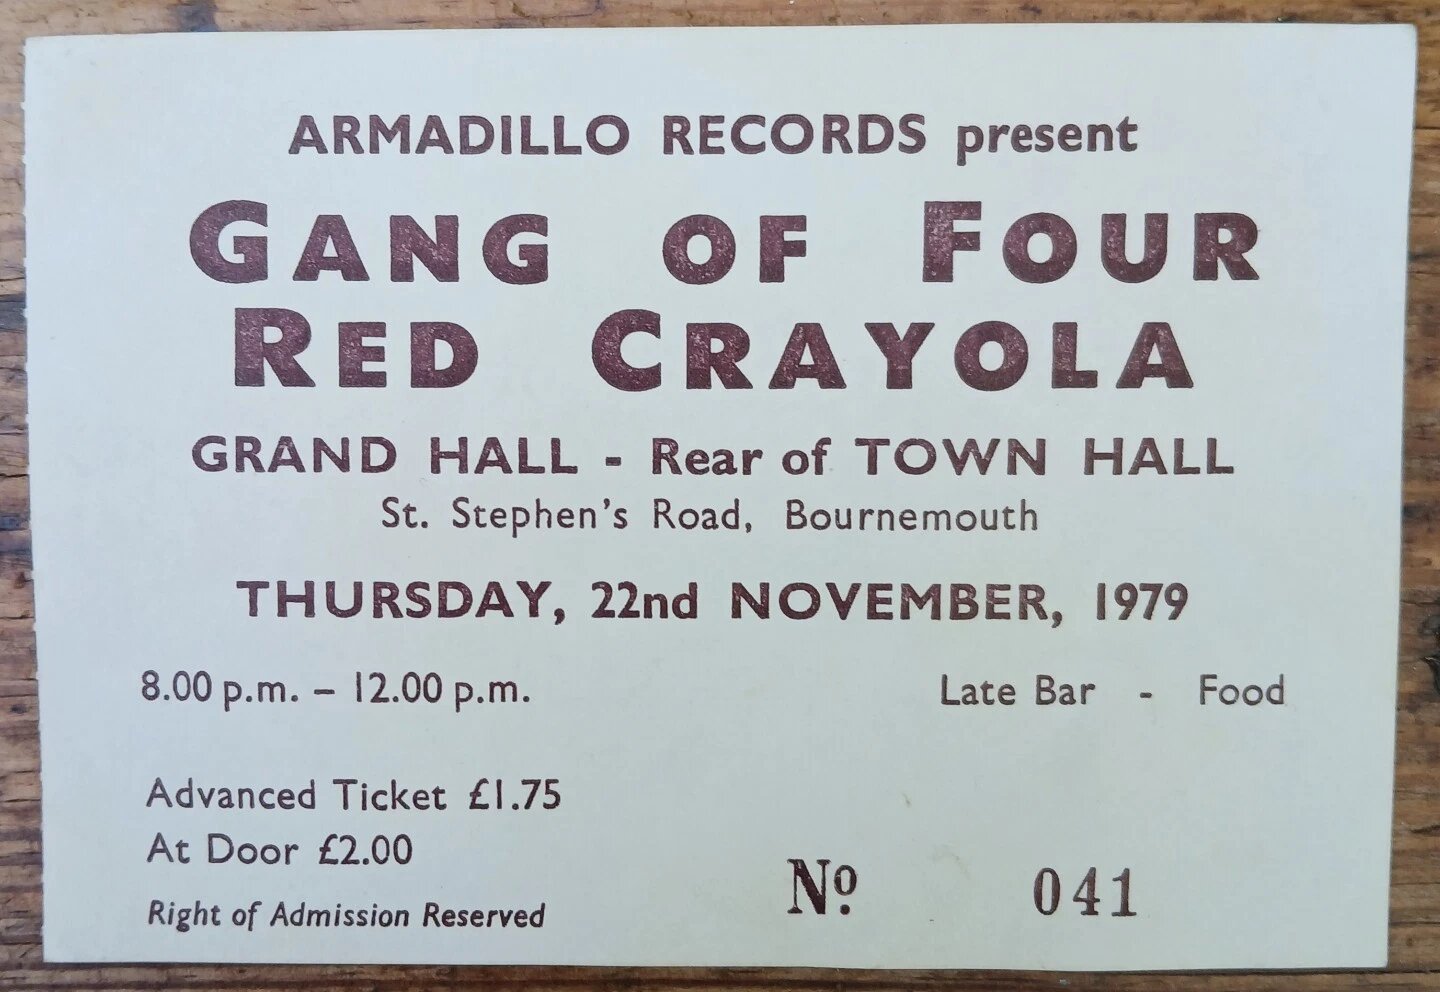 ARMADILLO RECORDS present
GANG OF FOUR
RED CRAYOLA
GRAND HALL - Rear of TOWN HALL
St. Stephen's Road, Bournemouth
THURSDAY, 22nd NOVEMBER, 1979
8.00 p.m. – 12.00 p.m. Late Bar - Food
Advanced Ticket £1.75
At Door £2.00
Right of Admission Reserved
Nº 041